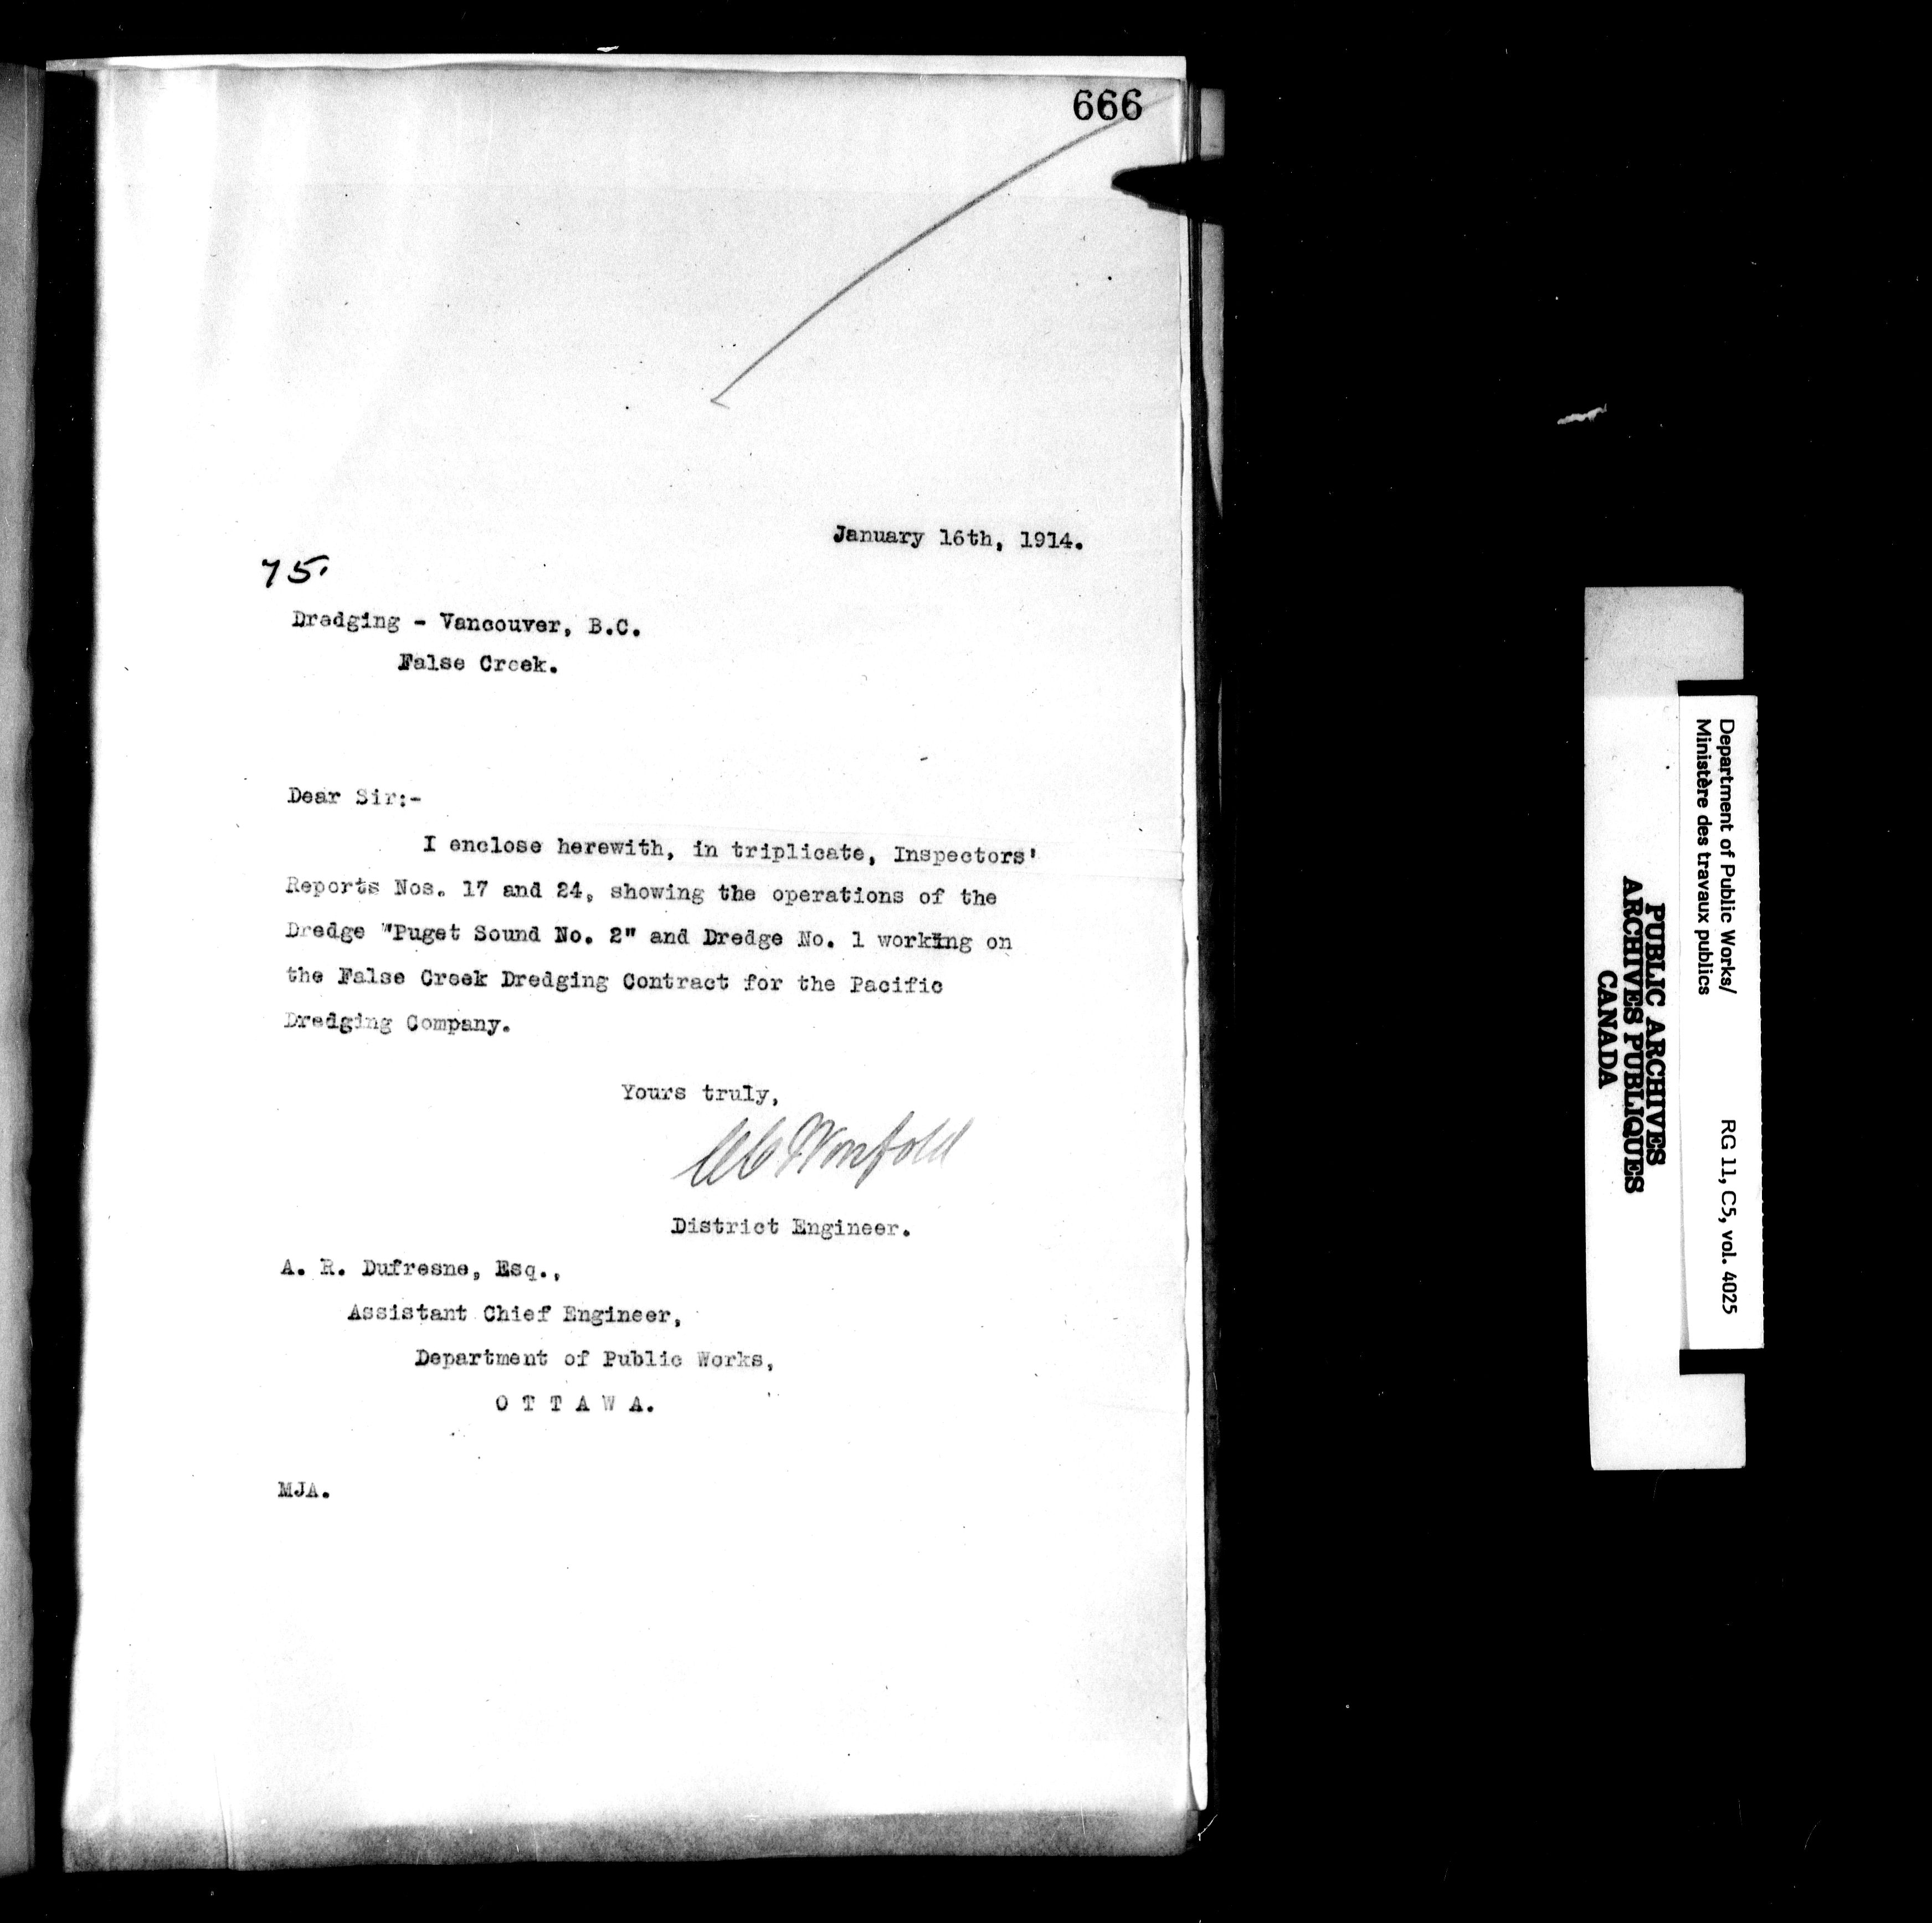 666
January 16th, 1914.
75.
Dredging - Vancouver, B.C.
False Creek.
Dear Sir:-
I enclose herewith, in triplicate, Inspectors'
Reports Nos. 17 and 24, showing the operations of the
Dredge "Puget Sound No. 2" and Dredge No. 1 working on
the False Creek Dredging Contract for the Pacific
Dredging Company.
Yours truly,
District Engineer.
A. R. Dufresne, Esq.,
Assistant Chief Engineer,
Department of Public Works,
O T T A W A.
MJA.
Department of Public Works/
Ministère des travaux publics
RG 11, C5, vol. 4025
PUBLIC ARCHIVES
ARCHIVES PUBLIQUES
CANADA